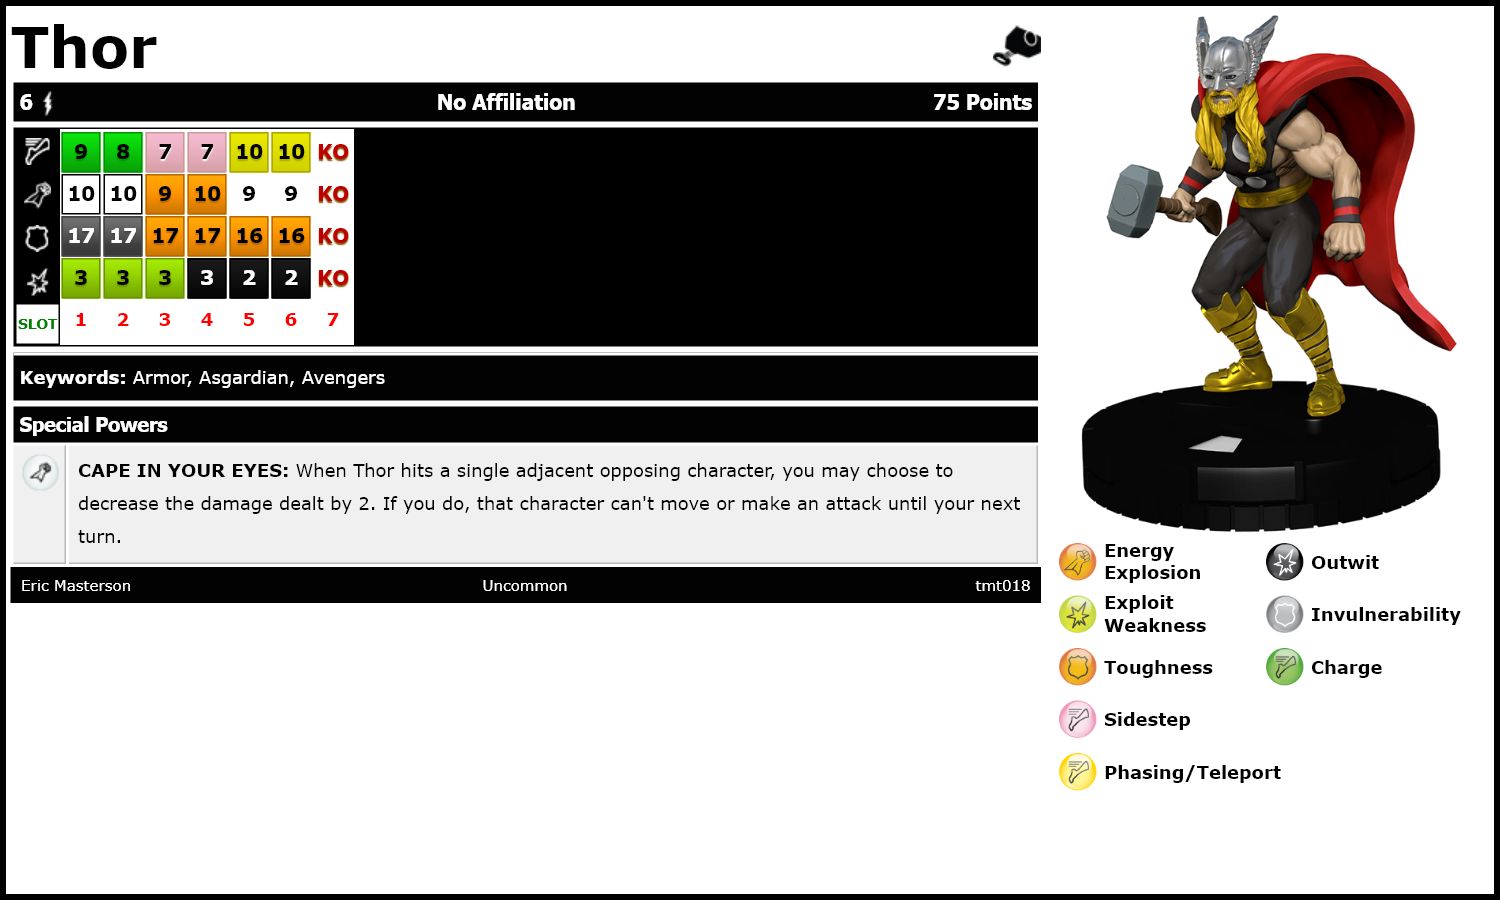 Thor
6 No Affiliation 75 Points
9 8 7 7 10 10 KO
10 10 9 10 9 9 KO
17 17 17 17 16 16 KO
3 3 3 3 2 2 KO
SLOT 1 2 3 4 5 6 7
Keywords: Armor, Asgardian, Avengers
Special Powers
CAPE IN YOUR EYES: When Thor hits a single adjacent opposing character, you may choose to
decrease the damage dealt by 2. If you do, that character can't move or make an attack until your next
turn.
Eric Masterson Uncommon tmt018
Energy
Explosion
Outwit
Exploit
Weakness
Invulnerability
Toughness
Charge
Sidestep
Phasing/Teleport